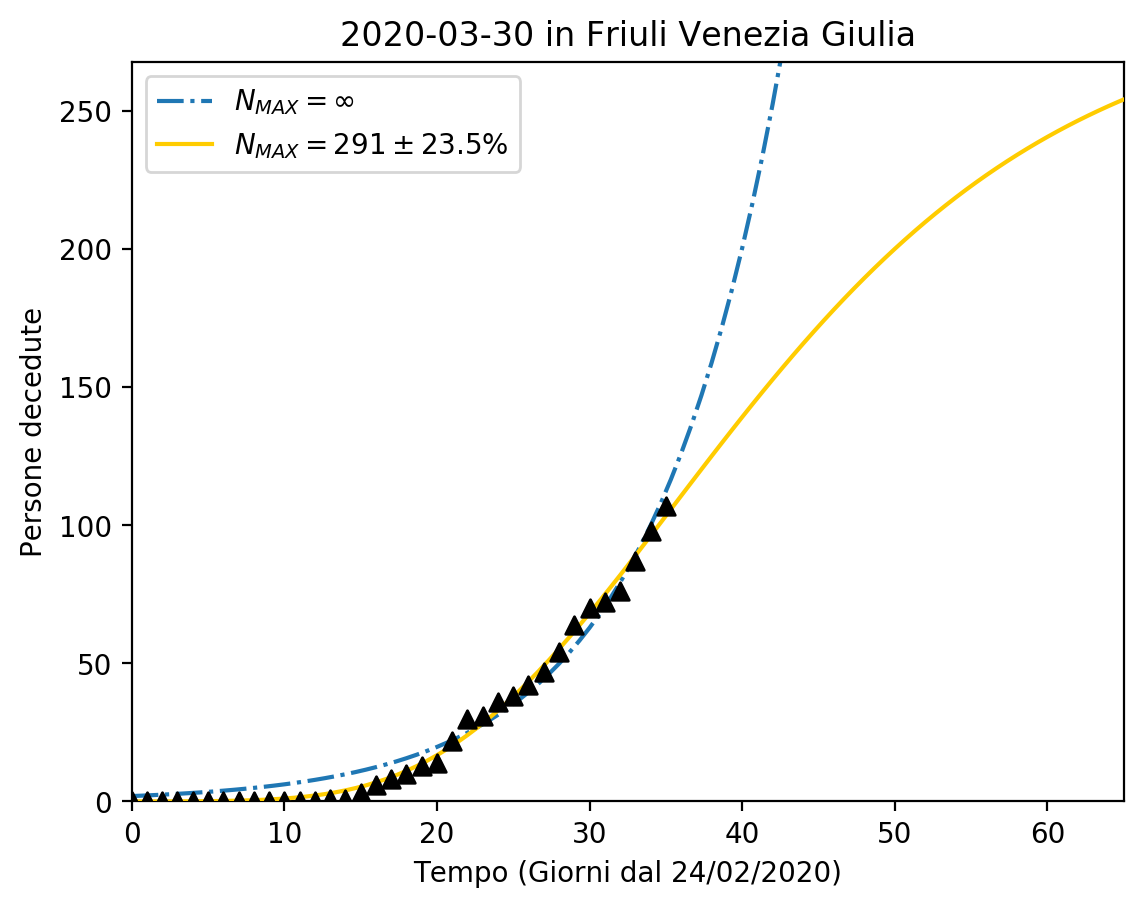 2020-03-30 in Friuli Venezia Giulia
N_MAX = ∞
N_MAX = 291 ± 23.5%
250
200
150
100
50
0
Persone decedute
0 10 20 30 40 50 60
Tempo (Giorni dal 24/02/2020)